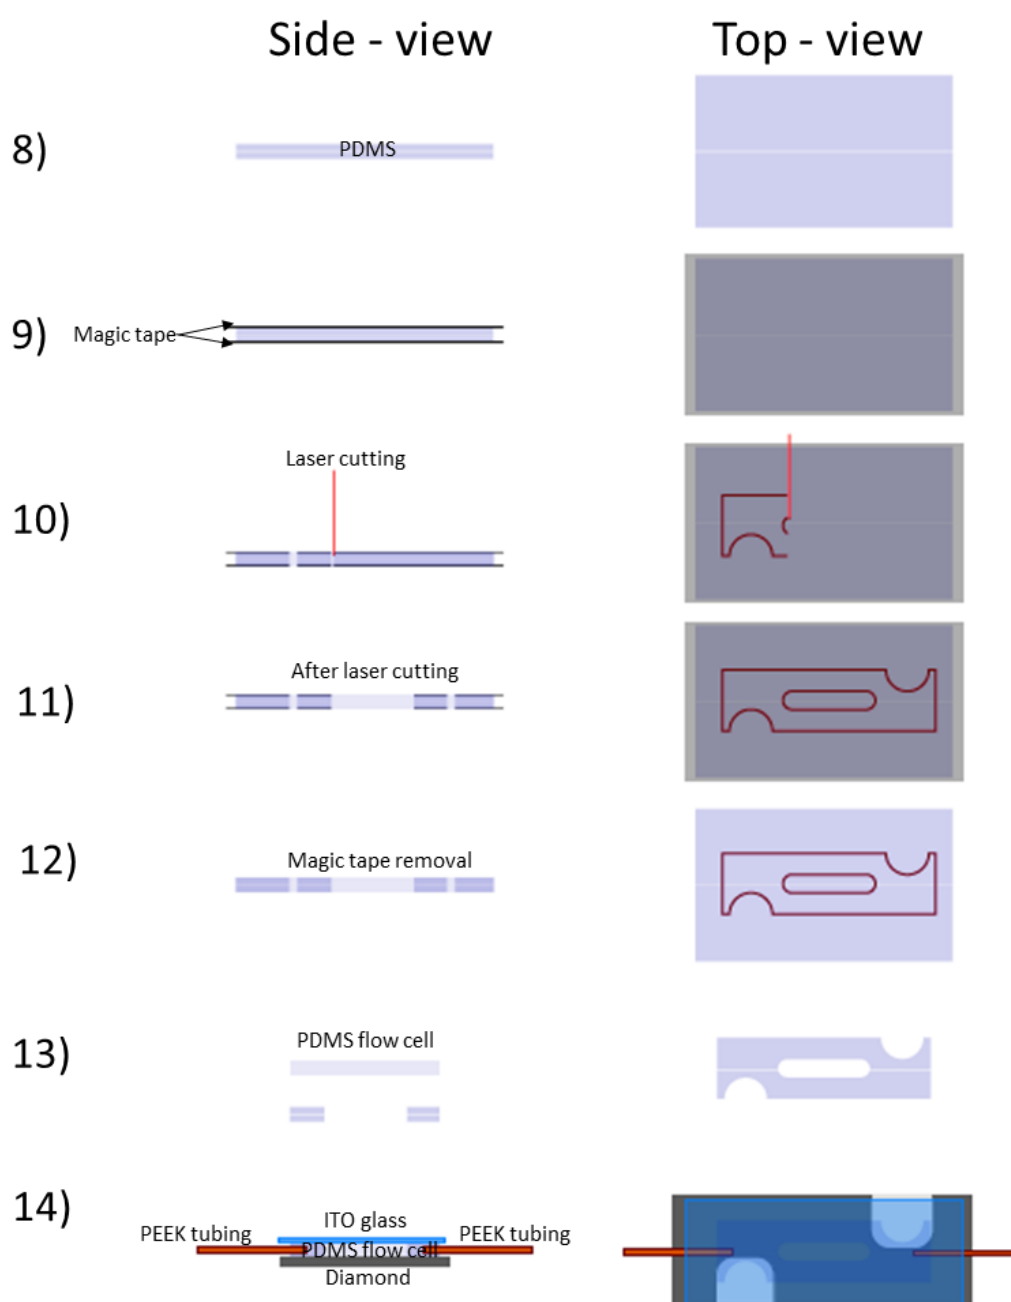 Side - view
Top - view
8)
PDMS
9)
Magic tape
Laser cutting
10)
After laser cutting
11)
Magic tape removal
12)
PDMS flow cell
13)
14)
ITO glass
PEEK tubing
PEEK tubing
PDMS flow cell
Diamond